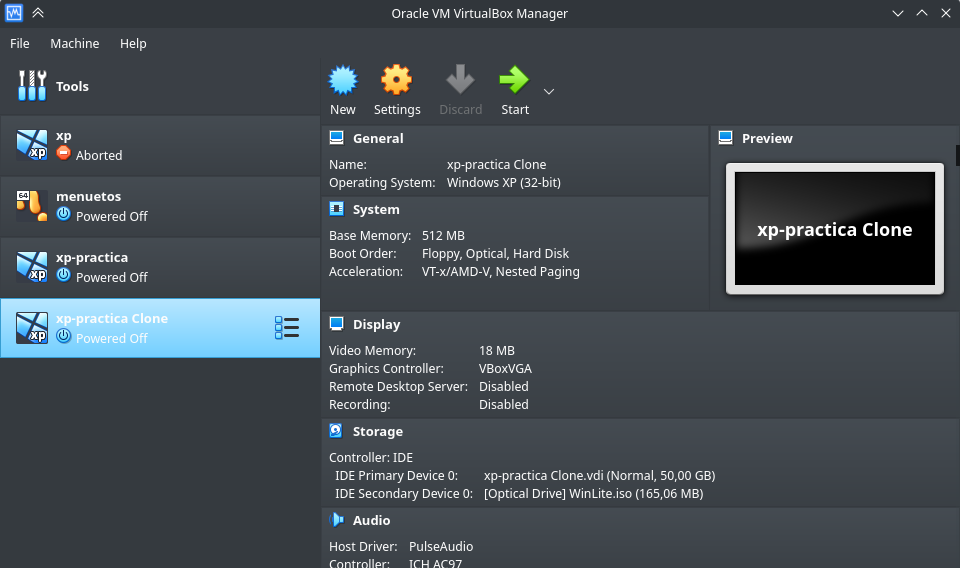 Oracle VM VirtualBox Manager
File Machine Help
Tools
New Settings Discard Start
xp
Aborted
64
menuetos
Powered Off
xp-practica
Powered Off
xp-practica Clone
Powered Off
xp
xp
xp
General
Name: xp-practica Clone
Operating System: Windows XP (32-bit)
Preview
xp-practica Clone
System
Base Memory: 512 MB
Boot Order: Floppy, Optical, Hard Disk
Acceleration: VT-x/AMD-V, Nested Paging
Display
Video Memory: 18 MB
Graphics Controller: VBoxVGA
Remote Desktop Server: Disabled
Recording: Disabled
Storage
Controller: IDE
IDE Primary Device 0: xp-practica Clone.vdi (Normal, 50,00 GB)
IDE Secondary Device 0: [Optical Drive] WinLite.iso (165,06 MB)
Audio
Host Driver: PulseAudio
Controller: ICH AC97